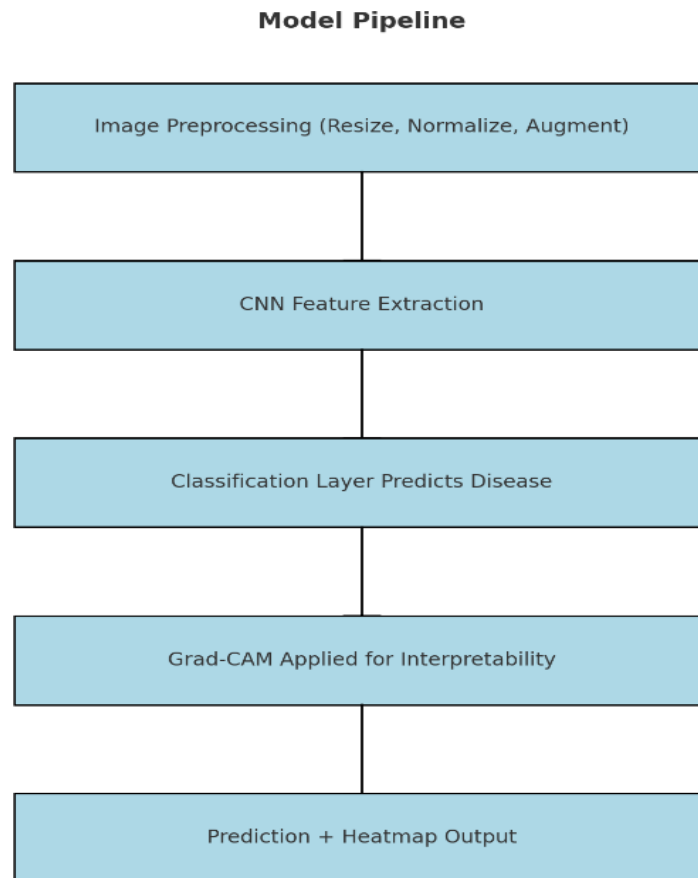 Model Pipeline
Image Preprocessing (Resize, Normalize, Augment)
CNN Feature Extraction
Classification Layer Predicts Disease
Grad-CAM Applied for Interpretability
Prediction + Heatmap Output